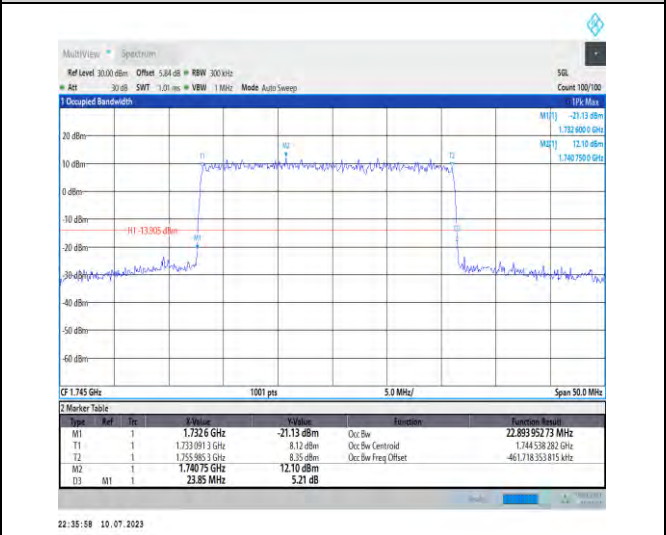 MultiView Spectrum
Ref Level 30.00 dBm Offset 5.84 dB RBW 300 kHz SGL
Att 30 dB SWT 1.01 ms VBW 1 MHz Mode Auto Sweep Count 100/100
1 Occupied Bandwidth 1Pk Max
M1[1] -21.13 dBm
1.732 600 0 GHz
M2[1] 12.10 dBm
1.740 750 0 GHz
20 dBm
M2
T1 T2
10 dBm
0 dBm
-10 dBm
H1 -13.905 dBm
M1
-20 dBm
-30 dBm
-40 dBm
-50 dBm
-60 dBm
CF 1.745 GHz 1001 pts 5.0 MHz/ Span 50.0 MHz
2 Marker Table
Type Ref Trc X-Value Y-Value Function Function Result
M1 1 1.732 6 GHz -21.13 dBm Occ Bw 22.893 952 73 MHz
T1 1 1.733 091 3 GHz 8.12 dBm Occ Bw Centroid 1.744 538 282 GHz
T2 1 1.755 985 3 GHz 8.35 dBm Occ Bw Freq Offset -461.718 353 815 kHz
M2 1 1.740 75 GHz 12.10 dBm
D3 M1 1 23.85 MHz 5.21 dB
22:35:58 10.07.2023